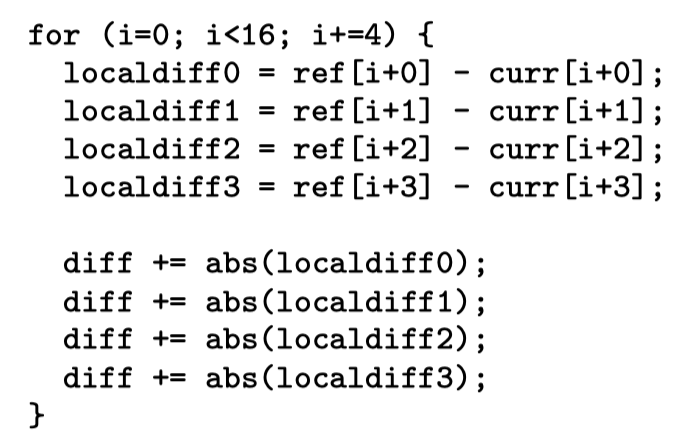 for (i=0; i<16; i+=4) {
  localdiff0 = ref[i+0] - curr[i+0];
  localdiff1 = ref[i+1] - curr[i+1];
  localdiff2 = ref[i+2] - curr[i+2];
  localdiff3 = ref[i+3] - curr[i+3];

  diff += abs(localdiff0);
  diff += abs(localdiff1);
  diff += abs(localdiff2);
  diff += abs(localdiff3);
}